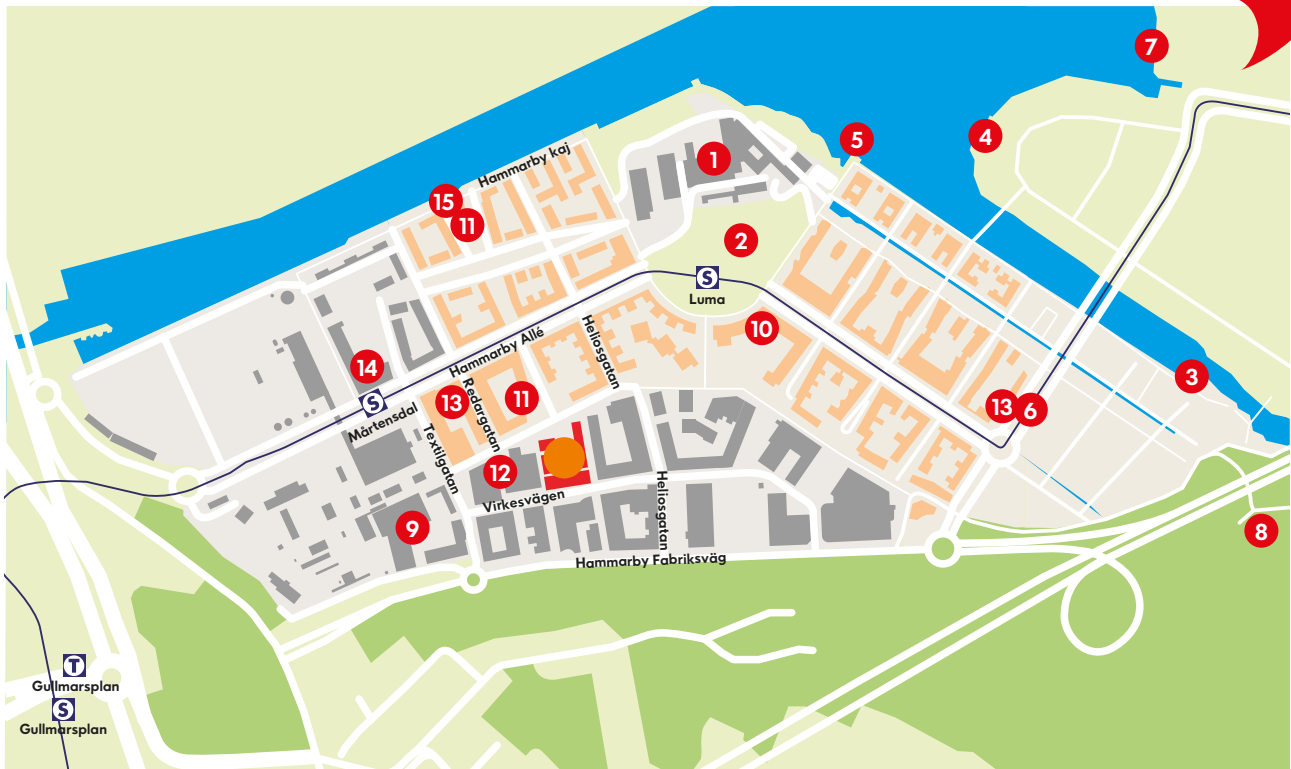 7
4
5
1
Hammarby kaj
15
11
2
S
Luma
10
3
Hammarby Allé
Heliosgatan
14
S
Mårtensdal
13
Redargatan
11
13
6
Textilgatan
12
Virkesvägen
Heliosgatan
9
8
Hammarby Fabriksväg
T
Gullmarsplan
S
Gullmarsplan